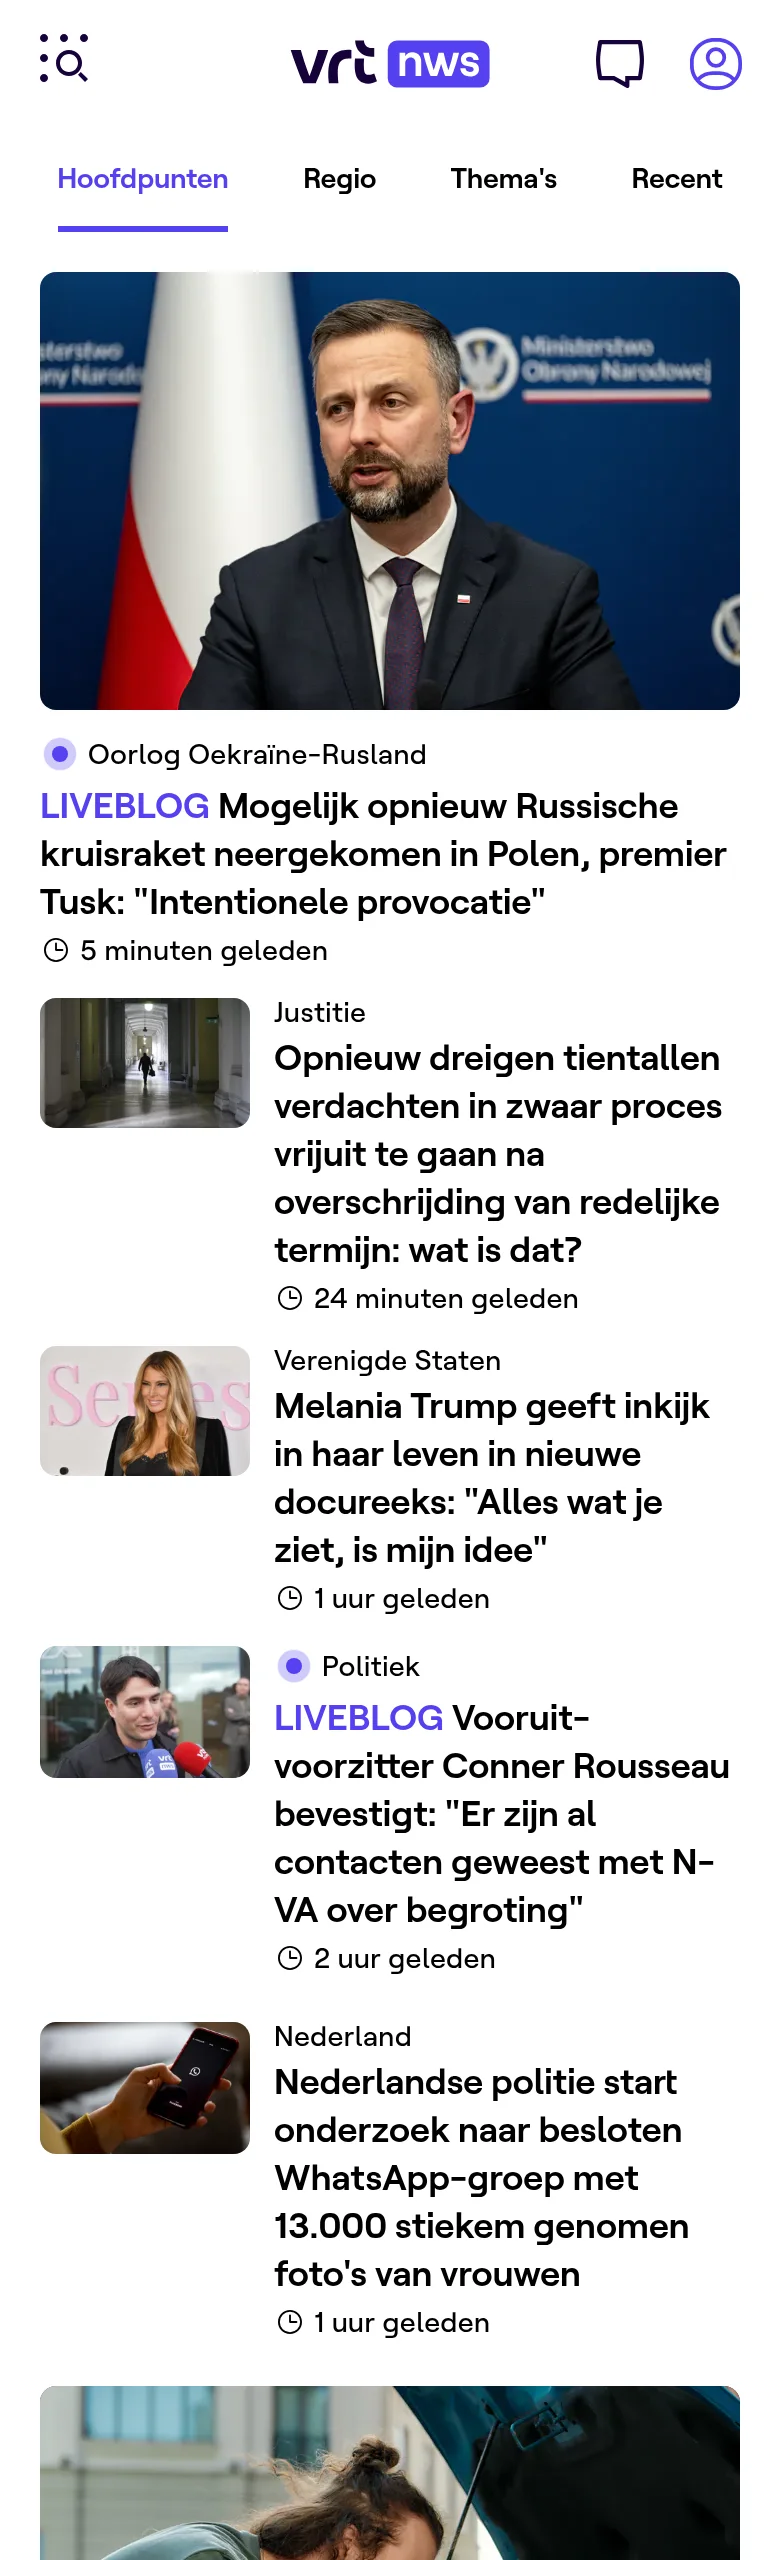 vrt nws
Hoofdpunten Regio Thema's Recent
Ministerstwo
Obrony Narodowej
Oorlog Oekraïne-Rusland
LIVEBLOG Mogelijk opnieuw Russische
kruisraket neergekomen in Polen, premier
Tusk: "Intentionele provocatie"
5 minuten geleden
Justitie
Opnieuw dreigen tientallen
verdachten in zwaar proces
vrijuit te gaan na
overschrijding van redelijke
termijn: wat is dat?
24 minuten geleden
Verenigde Staten
Melania Trump geeft inkijk
in haar leven in nieuwe
docureeks: "Alles wat je
ziet, is mijn idee"
1 uur geleden
Politiek
LIVEBLOG Vooruit-
voorzitter Conner Rousseau
bevestigt: "Er zijn al
contacten geweest met N-
VA over begroting"
2 uur geleden
Nederland
Nederlandse politie start
onderzoek naar besloten
WhatsApp-groep met
13.000 stiekem genomen
foto's van vrouwen
1 uur geleden